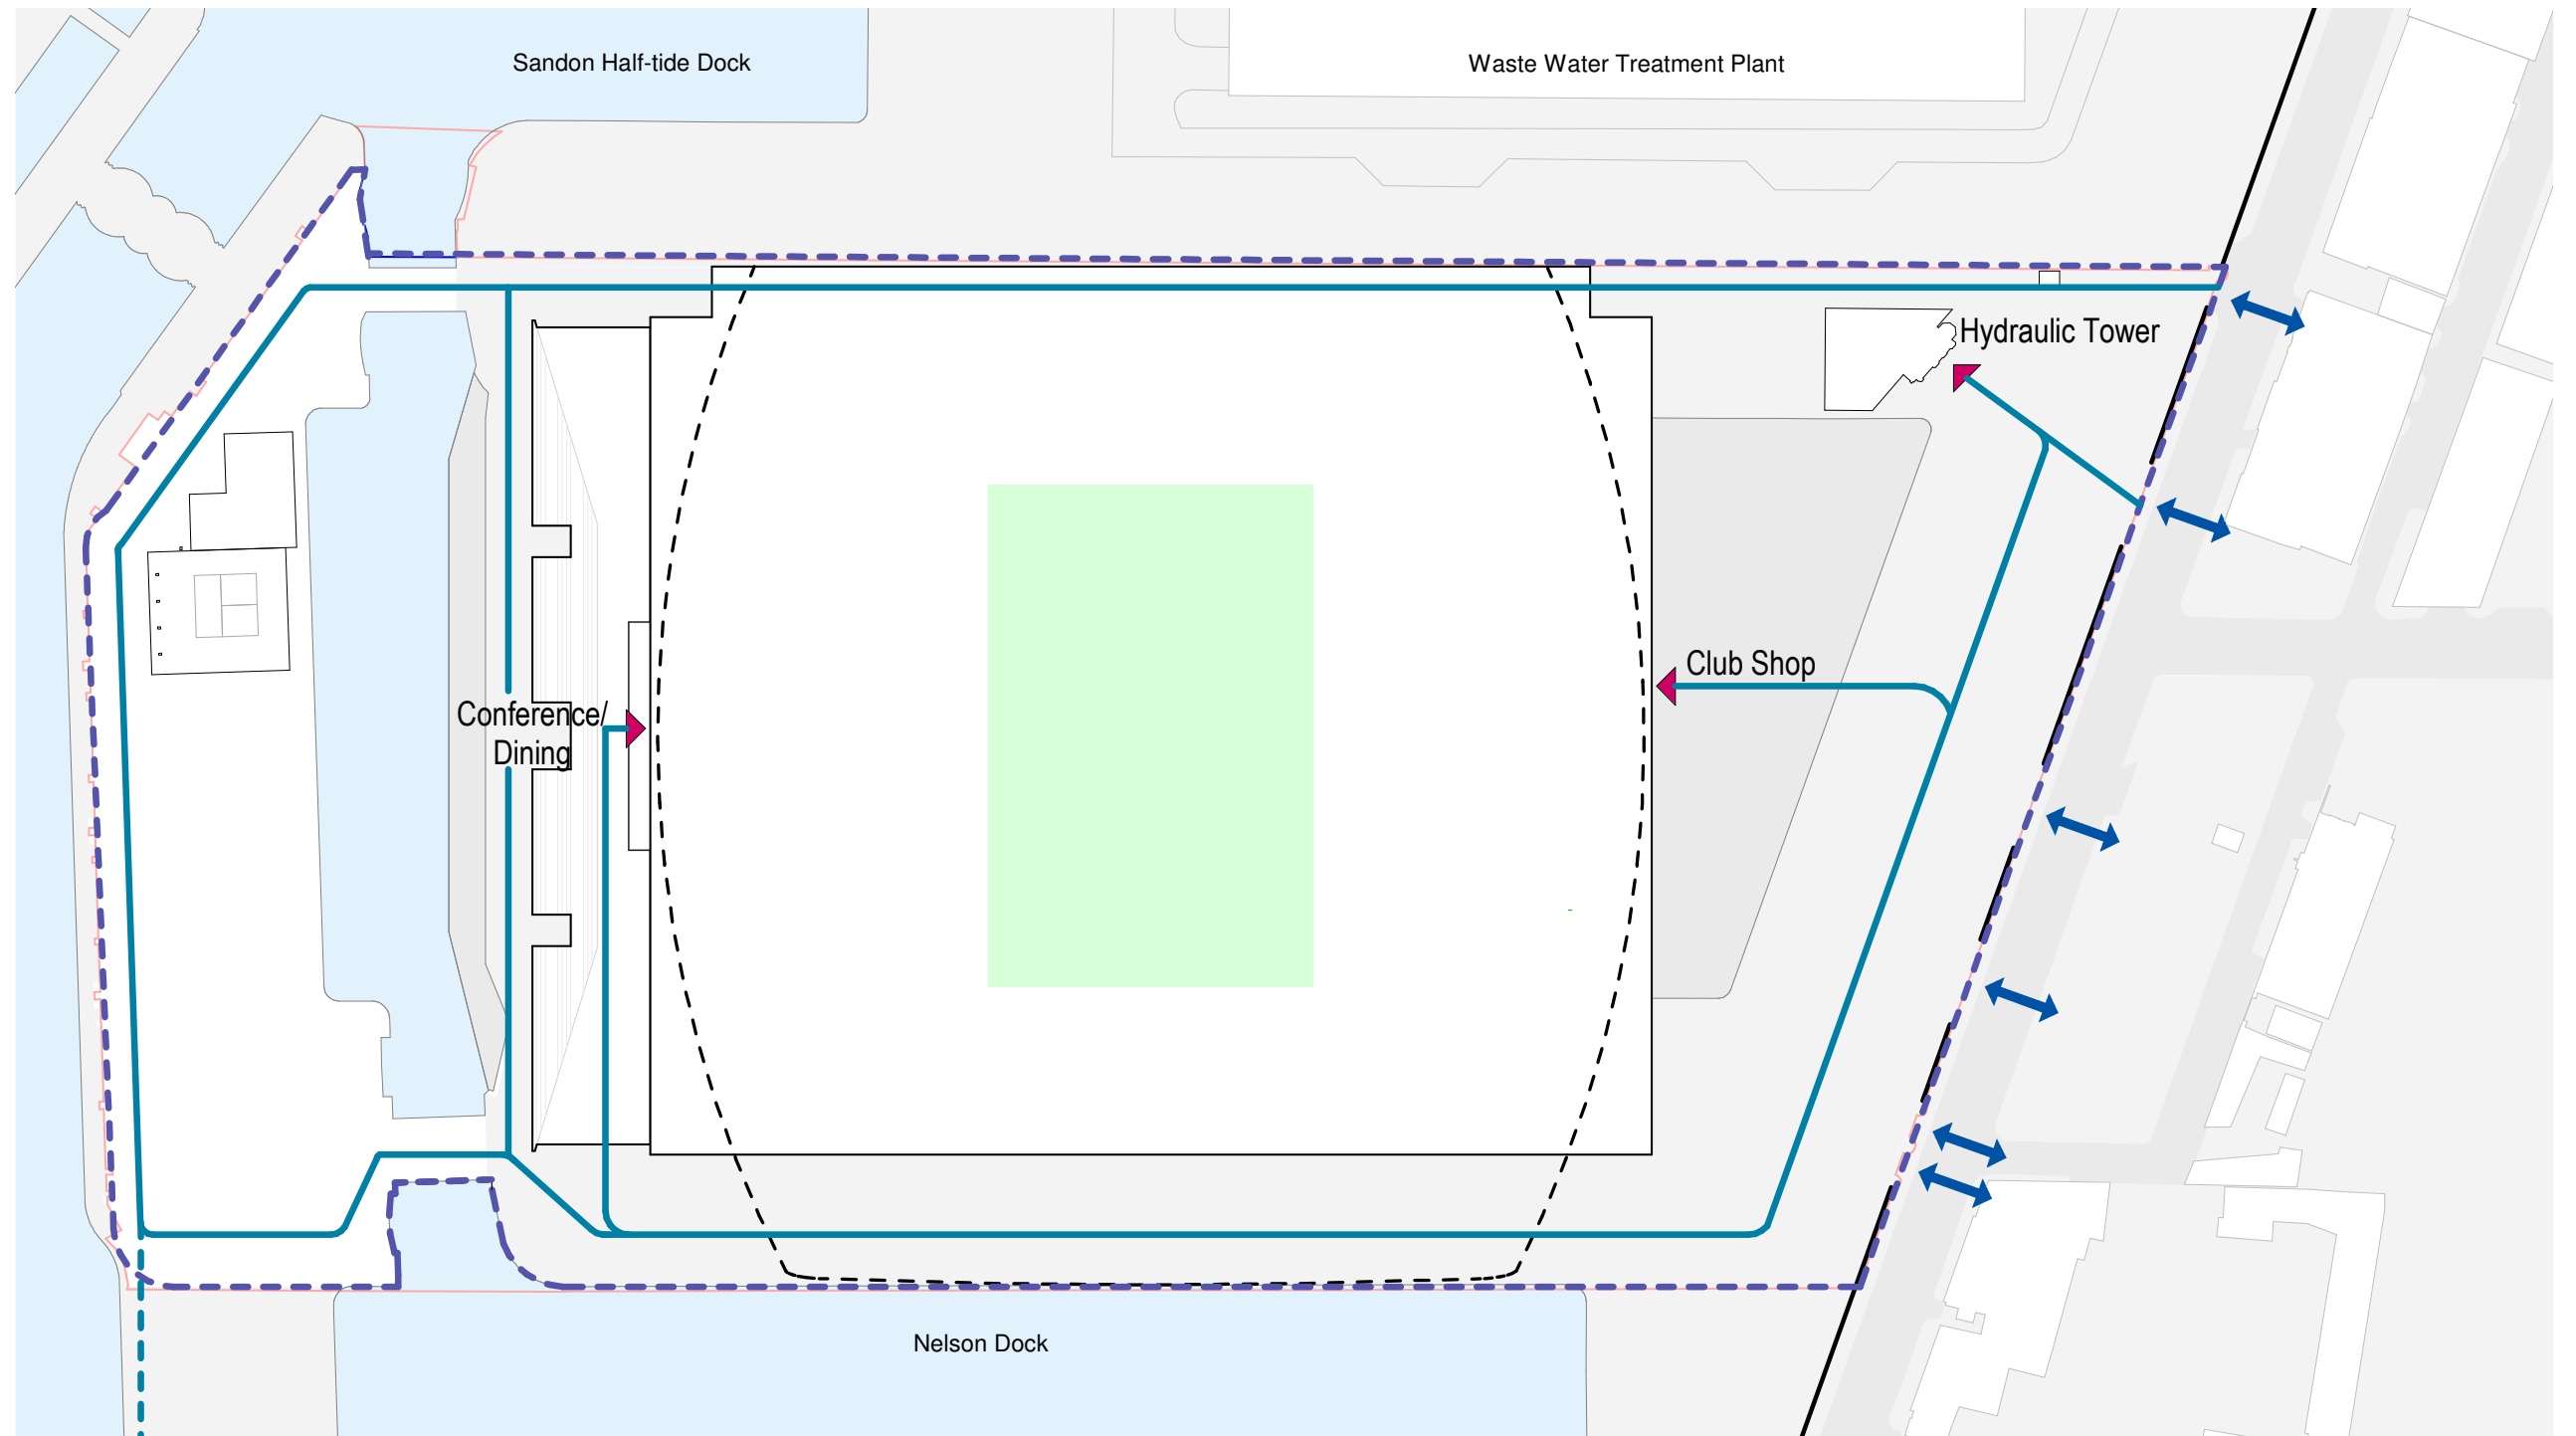 Sandon Half-tide Dock
Waste Water Treatment Plant
Hydraulic Tower
Club Shop
Conference/
Dining
Nelson Dock